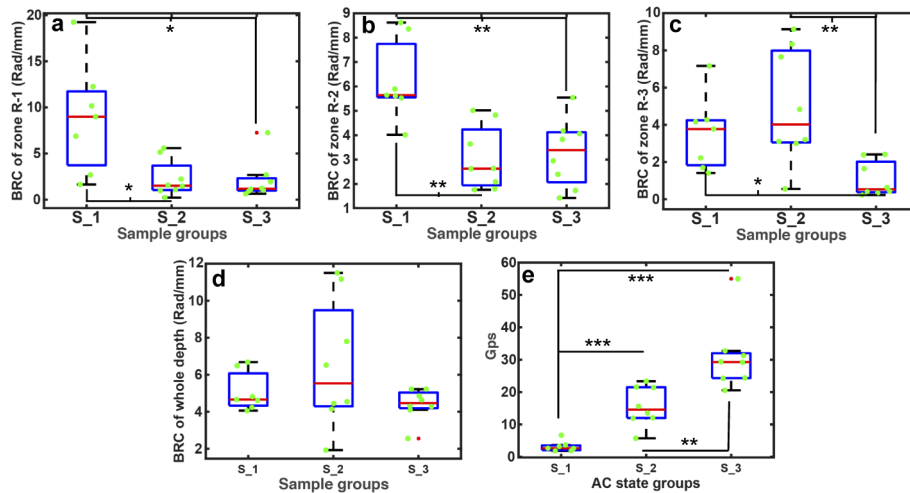 a
BRC of zone R-1 (Rad/mm)
20
15
10
5
0
*
*
S_1 S_2 S_3
Sample groups
b
BRC of zone R-2 (Rad/mm)
9
8
7
6
5
4
3
2
1
**
**
S_1 S_2 S_3
Sample groups
c
BRC of zone R-3 (Rad/mm)
10
8
6
4
2
0
**
*
S_1 S_2 S_3
Sample groups
d
BRC of whole depth (Rad/mm)
12
10
8
6
4
2
S_1 S_2 S_3
Sample groups
e
Gps
60
50
40
30
20
10
0
***
***
**
S_1 S_2 S_3
AC state groups